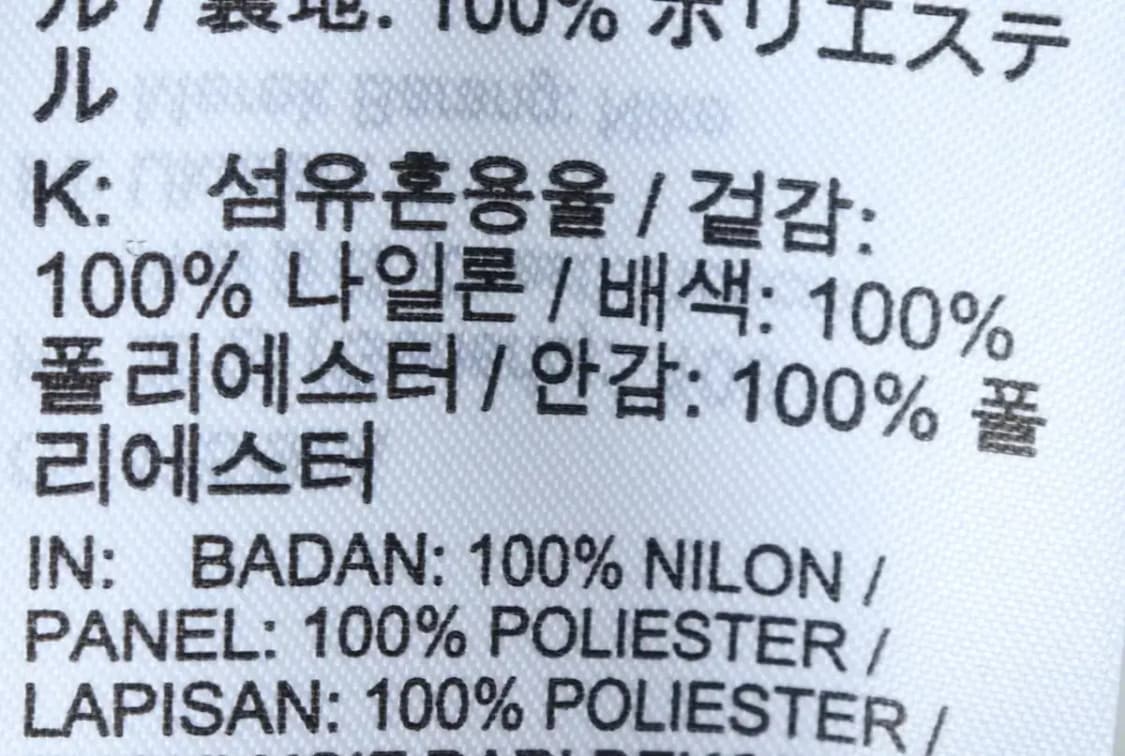 ル / 裏地: 100% ポリエステ
ル
K: 섬유혼용율 / 겉감:
100% 나일론 / 배색: 100%
폴리에스터 / 안감: 100% 폴
리에스터
IN: BADAN: 100% NILON /
PANEL: 100% POLIESTER /
LAPISAN: 100% POLIESTER /